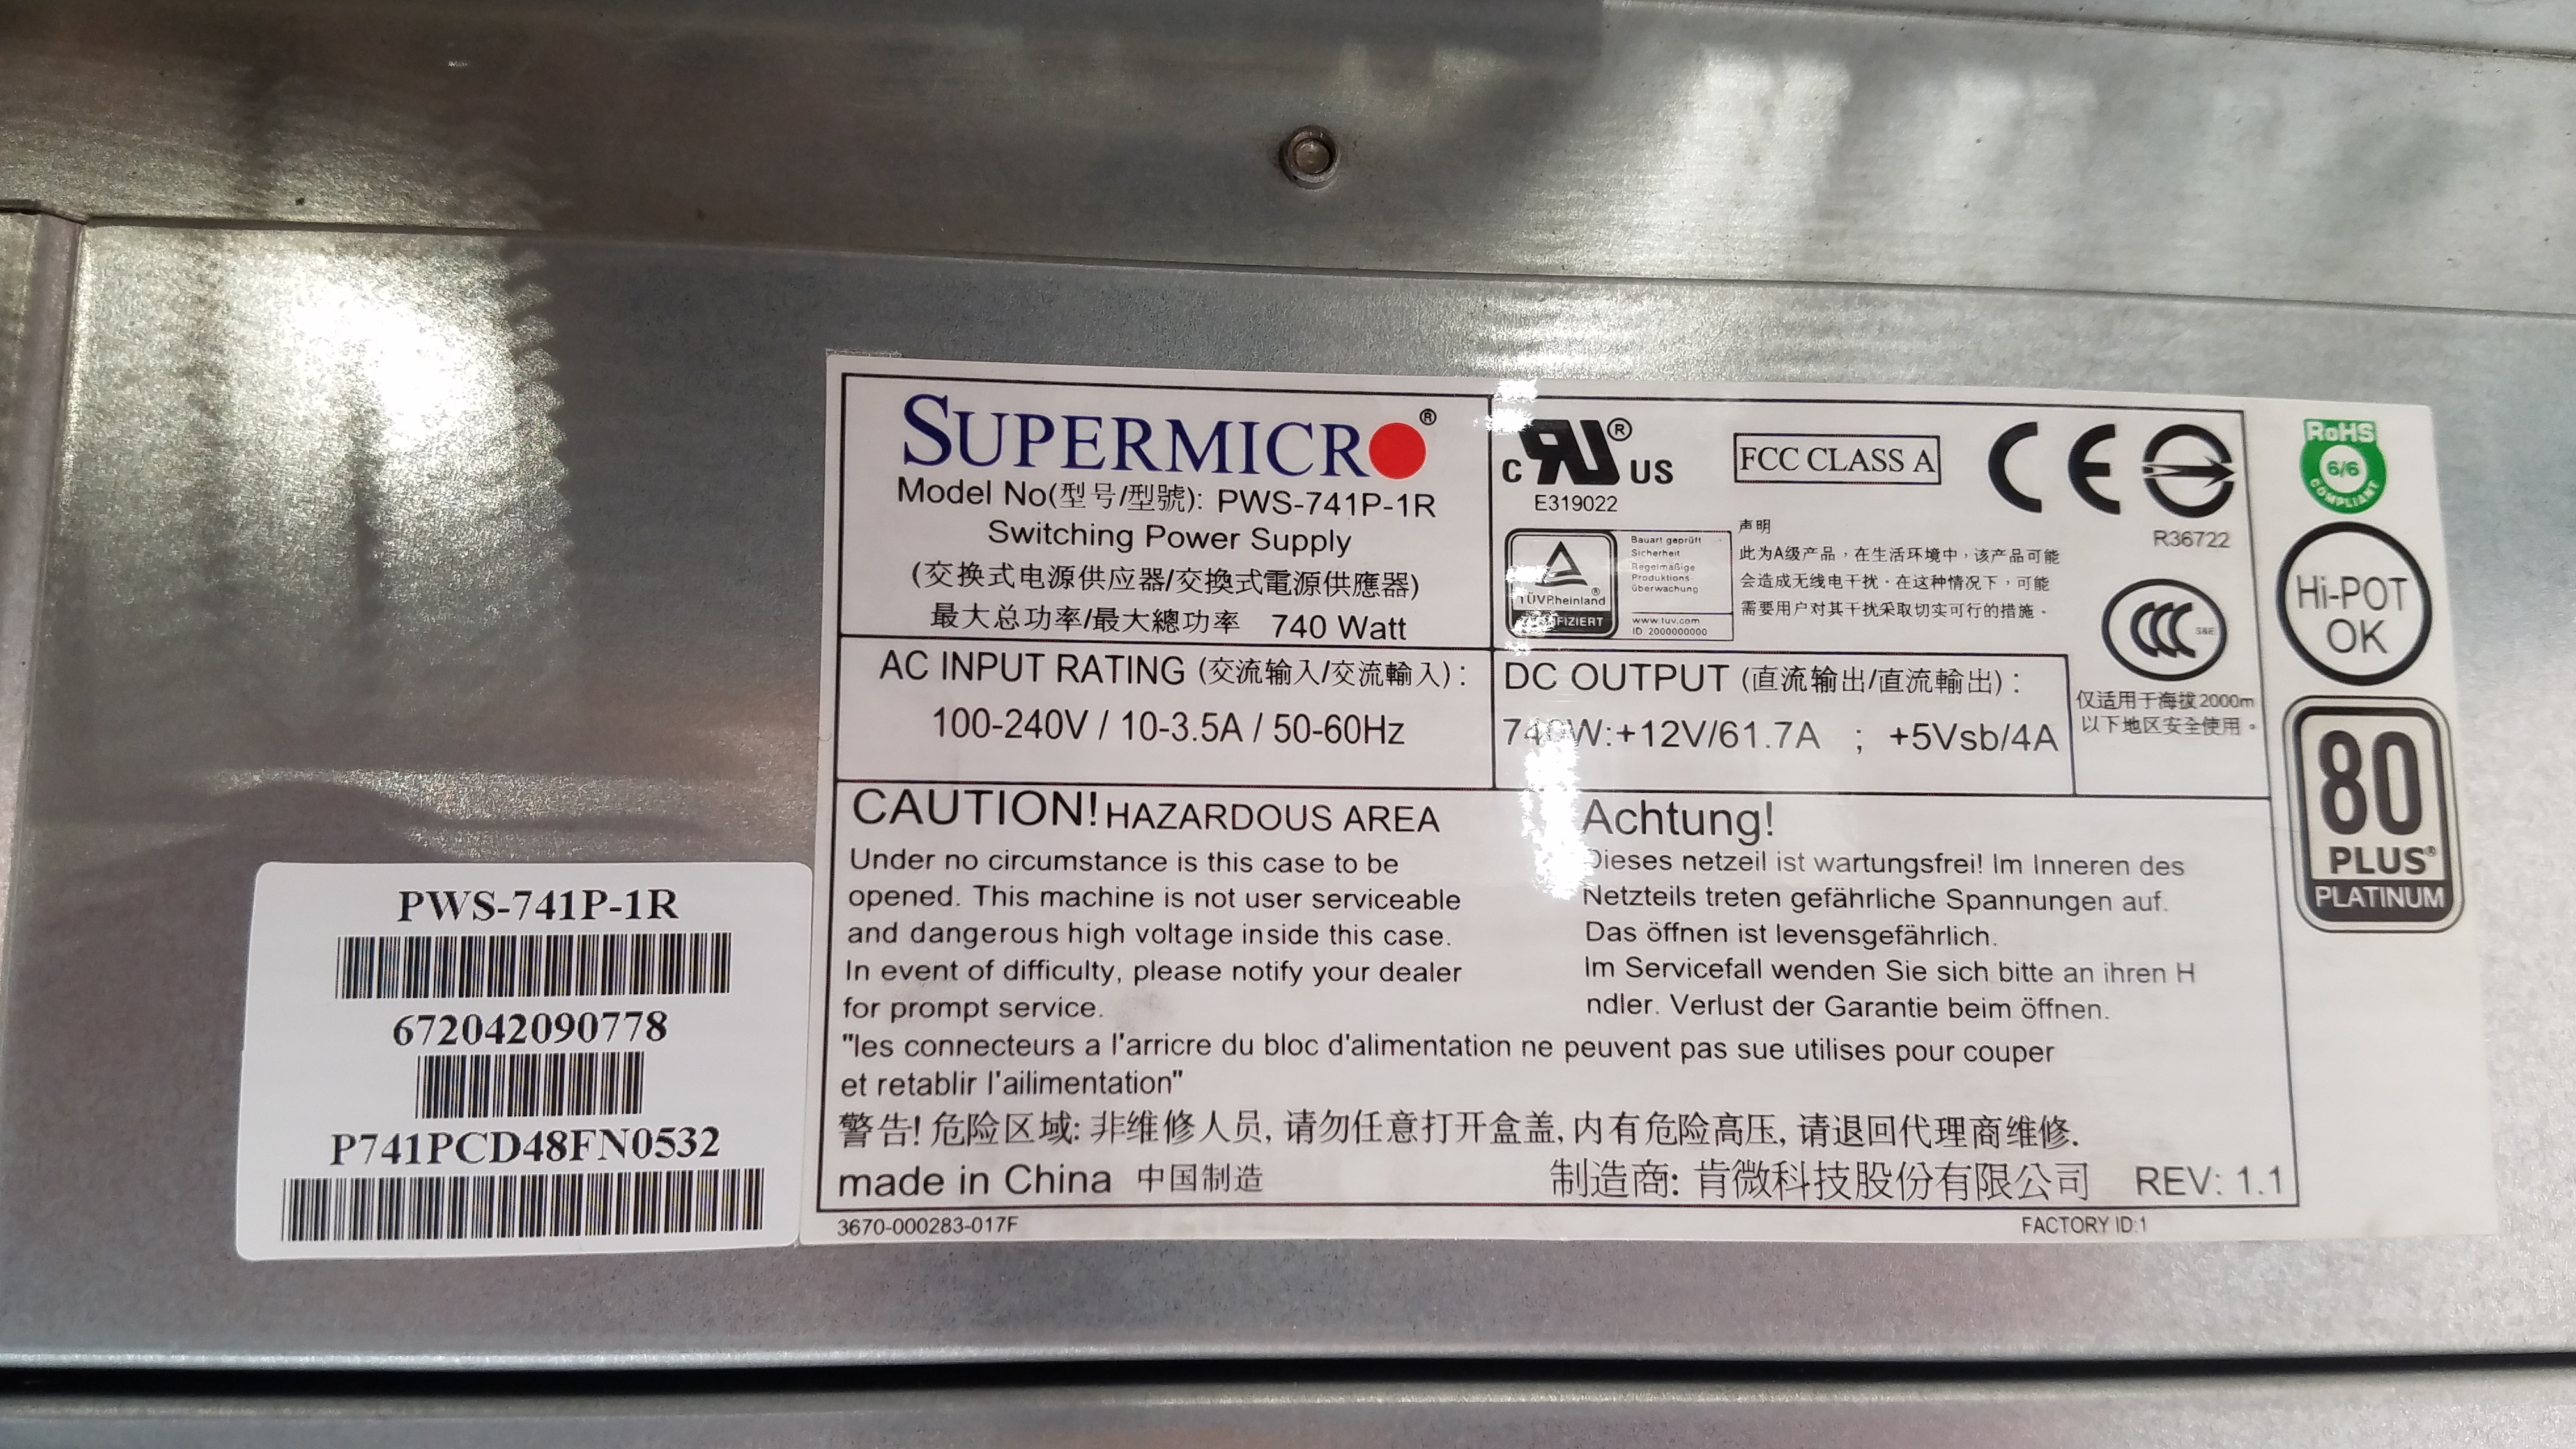 SUPERMICR®
Model No(型号/型號): PWS-741P-1R
Switching Power Supply
(交换式电源供应器/交換式電源供應器)
最大总功率/最大總功率 740 Watt
AC INPUT RATING (交流输入/交流輸入) :
100-240V / 10-3.5A / 50-60Hz
C RU ® US
E319022
FCC CLASS A
CE
R36722
Bauart geprüft
Sicherheit
Regelmäßige
Produktions-
überwachung
TÜVRheinland ®
www.tuv.com
ID: 2000000000
声明
此为A级产品，在生活环境中，该产品可能
会造成无线电干扰。在这种情况下，可能
需要用户对其干扰采取切实可行的措施。
CCC S&E
仅适用于海拔2000m
以下地区安全使用。
DC OUTPUT (直流输出/直流輸出) :
740W:+12V/61.7A ; +5Vsb/4A
RoHS
6/6
COMPLIANT
Hi-POT
OK
80
PLUS®
PLATINUM
CAUTION! HAZARDOUS AREA
Under no circumstance is this case to be
opened. This machine is not user serviceable
and dangerous high voltage inside this case.
In event of difficulty, please notify your dealer
for prompt service.
Achtung!
Dieses netzeil ist wartungsfrei! Im Inneren des
Netzteils treten gefährliche Spannungen auf.
Das öffnen ist levensgefährlich.
Im Servicefall wenden Sie sich bitte an ihren H
ndler. Verlust der Garantie beim öffnen.
"les connecteurs a l'arricre du bloc d'alimentation ne peuvent pas sue utilises pour couper
et retablir l'ailimentation"
警告! 危险区域: 非维修人员, 请勿任意打开盒盖, 内有危险高压, 请退回代理商维修.
made in China 中国制造
制造商: 肯微科技股份有限公司 REV: 1.1
3670-000283-017F
FACTORY ID:1
PWS-741P-1R
672042090778
P741PCD48FN0532